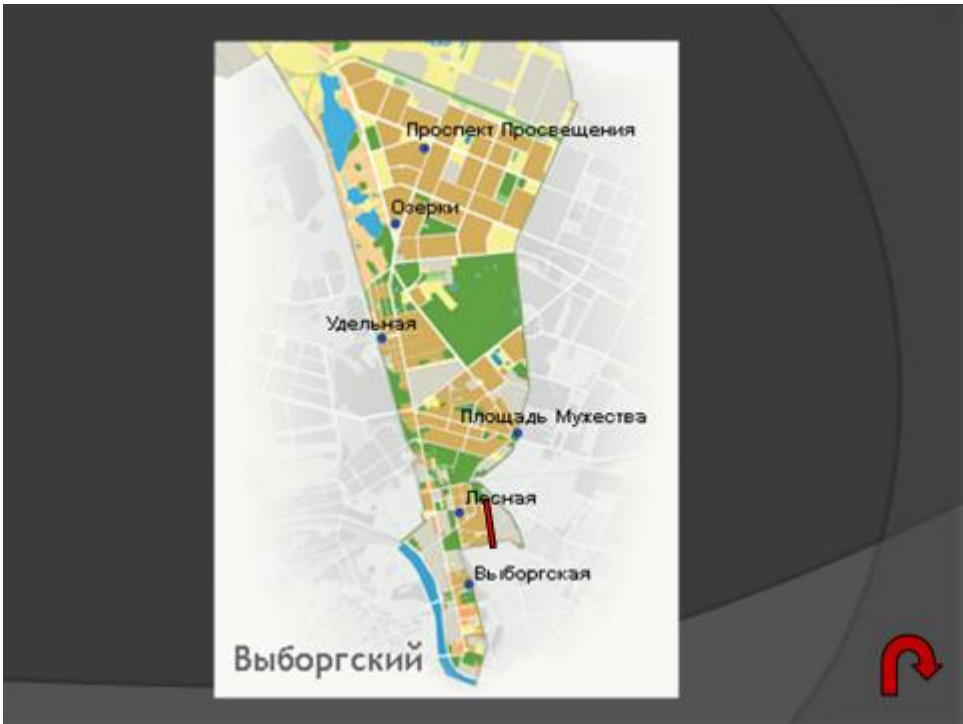 Проспект Просвещения
Озерки
Удельная
Площадь Мужества
Лесная
Выборгская
Выборгский